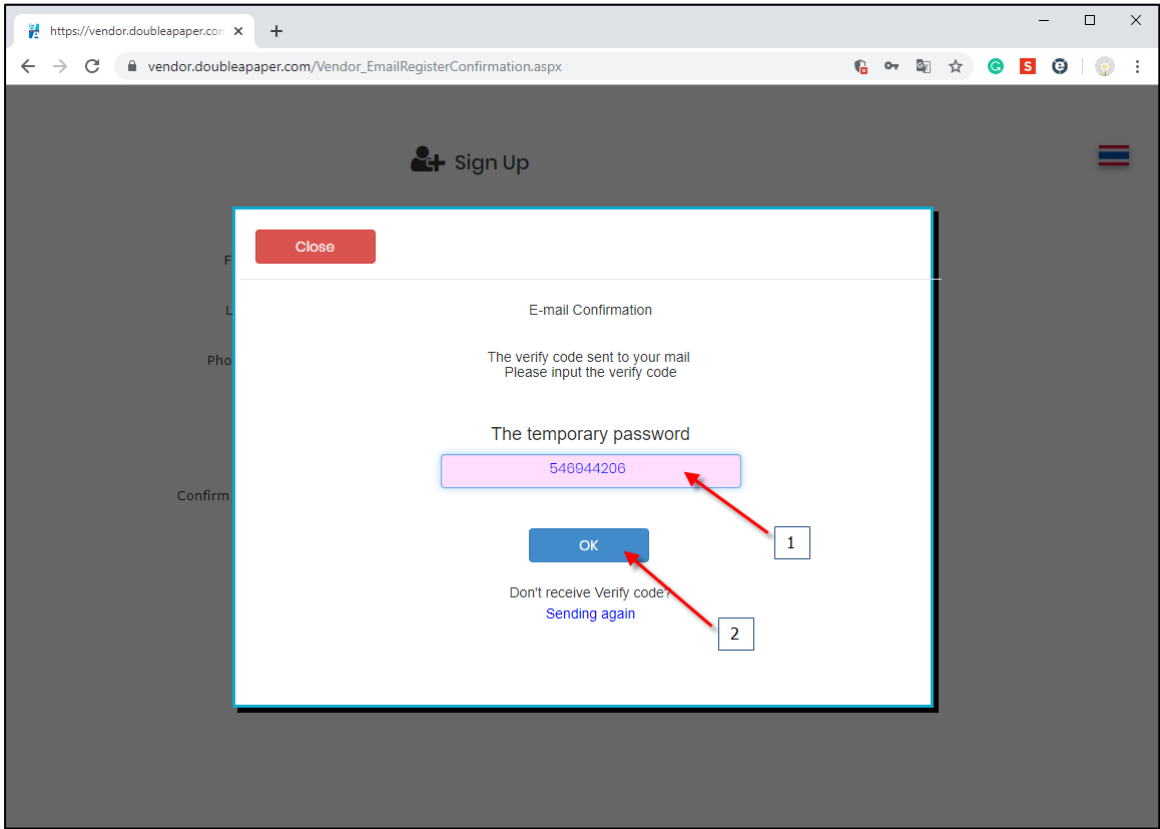 https://vendor.doubleapaper.con
vendor.doubleapaper.com/Vendor_EmailRegisterConfirmation.aspx
G
S
Sign Up
Close
F
E-mail Confirmation
L
The verify code sent to your mail
Pho
Please input the verify code
The temporary password
546944206
Confirm
OK
1
Don't receive Verify code?
Sending again
2